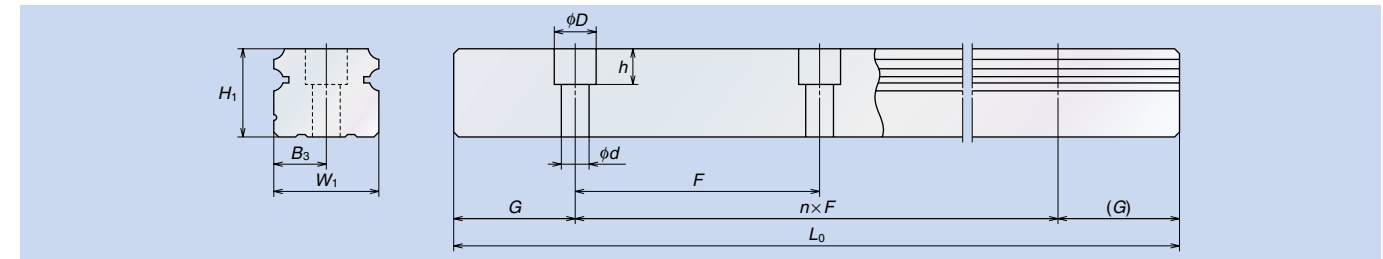 ϕD
h
H₁
B₃
ϕd
W₁
F
G
n×F
(G)
L₀